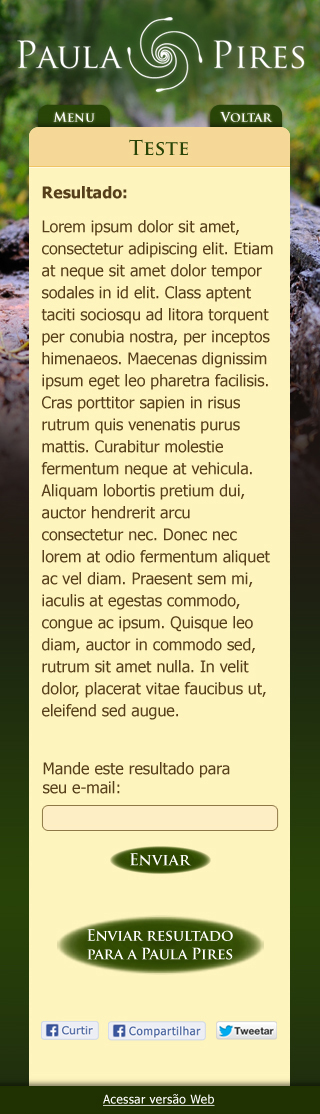 PAULA PIRES
MENU
VOLTAR
TESTE
Resultado:
Lorem ipsum dolor sit amet,
consectetur adipiscing elit. Etiam
at neque sit amet dolor tempor
sodales in id elit. Class aptent
taciti sociosqu ad litora torquent
per conubia nostra, per inceptos
himenaeos. Maecenas dignissim
ipsum eget leo pharetra facilisis.
Cras porttitor sapien in risus
rutrum quis venenatis purus
mattis. Curabitur molestie
fermentum neque at vehicula.
Aliquam lobortis pretium dui,
auctor hendrerit arcu
consectetur nec. Donec nec
lorem at odio fermentum aliquet
ac vel diam. Praesent sem mi,
iaculis at egestas commodo,
congue ac ipsum. Quisque leo
diam, auctor in commodo sed,
rutrum sit amet nulla. In velit
dolor, placerat vitae faucibus ut,
eleifend sed augue.
Mande este resultado para
seu e-mail:
ENVIAR
ENVIAR RESULTADO
PARA A PAULA PIRES
Curtir
Compartilhar
Tweetar
Acessar versão Web